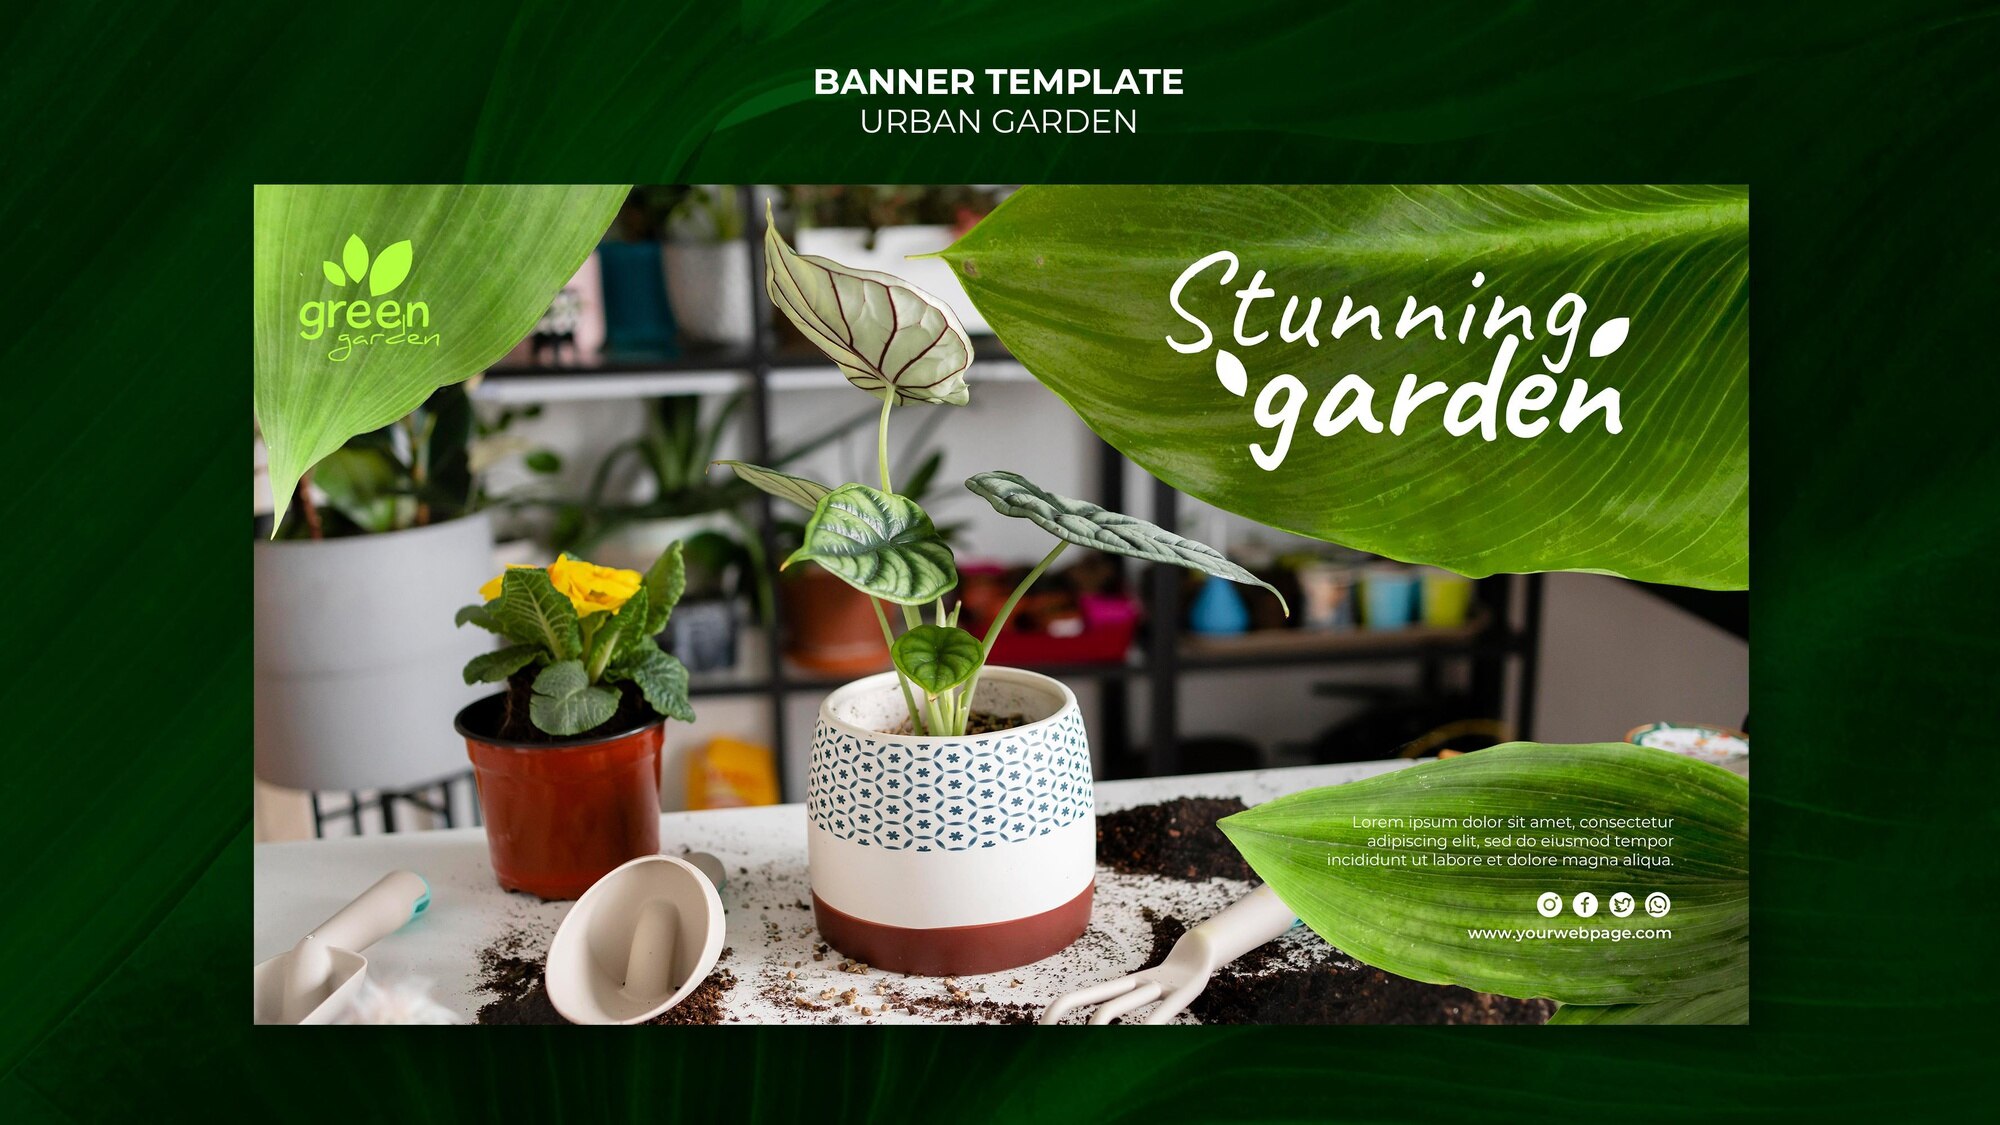 BANNER TEMPLATE
URBAN GARDEN
green
garden
Stunning
garden
Lorem ipsum dolor sit amet, consectetur
adipiscing elit, sed do eiusmod tempor
incididunt ut labore et dolore magna aliqua.
www.yourwebpage.com